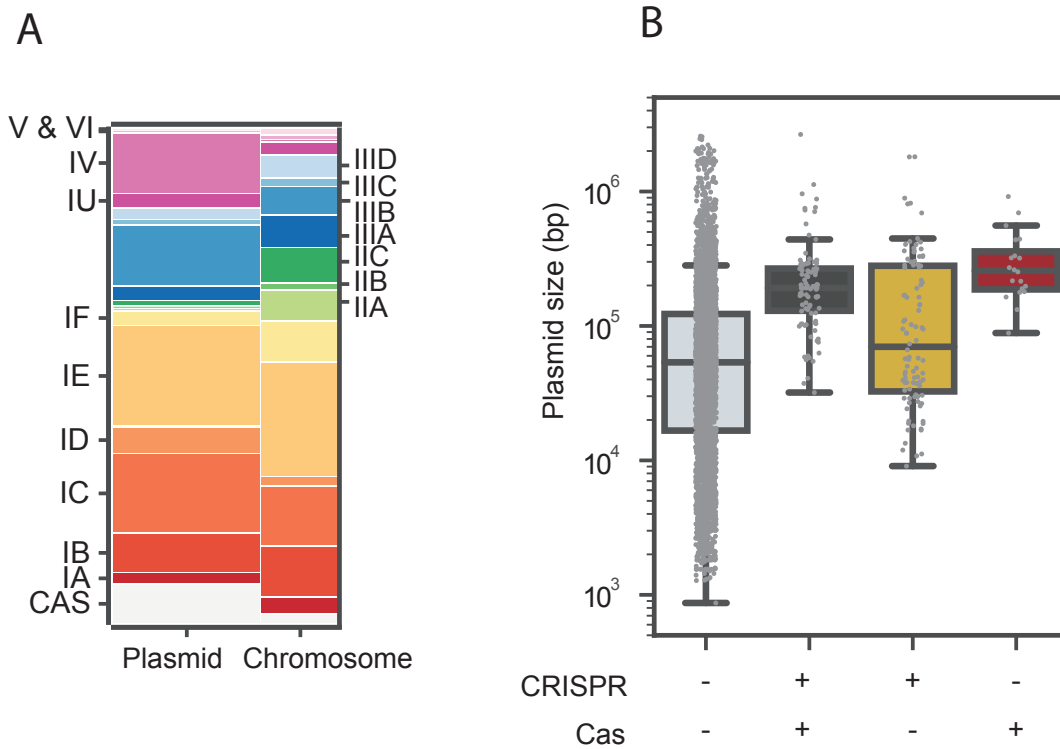 A
B
V & VI
IV
IU
IF
IE
ID
IC
IB
IA
CAS
IIID
IIIC
IIIB
IIIA
IIC
IIB
IIA
Plasmid Chromosome
Plasmid size (bp)
10⁶
10⁵
10⁴
10³
CRISPR - + + -
Cas - + - +